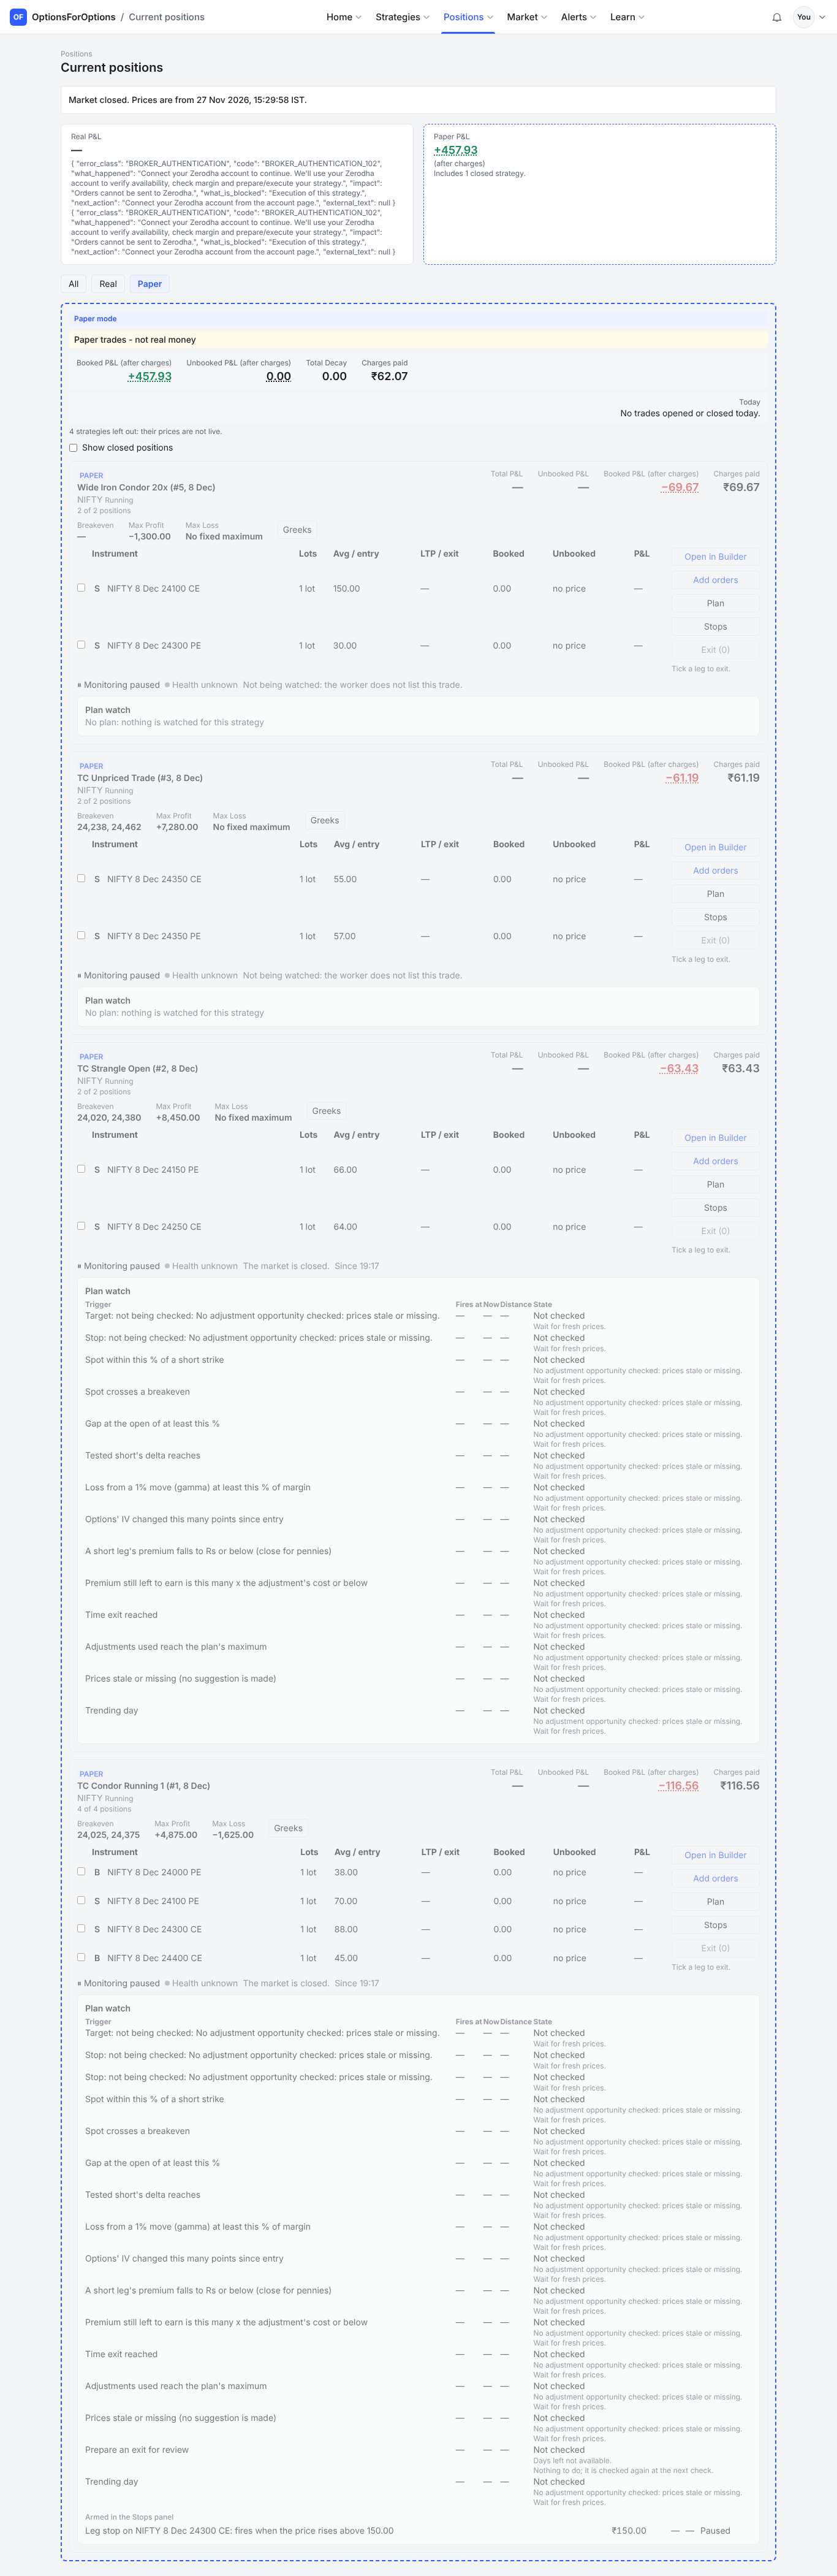 OF OptionsForOptions / Current positions Home Strategies Positions Market Alerts Learn You
Positions
Current positions
Market closed. Prices are from 27 Nov 2026, 15:29:58 IST.
Real P&L
—
{ "error_class": "BROKER_AUTHENTICATION", "code": "BROKER_AUTHENTICATION_102",
"what_happened": "Connect your Zerodha account to continue. We'll use your Zerodha
account to verify availability, check margin and prepare/execute your strategy.", "impact":
"Orders cannot be sent to Zerodha.", "what_is_blocked": "Execution of this strategy.",
"next_action": "Connect your Zerodha account from the account page.", "external_text": null }
{ "error_class": "BROKER_AUTHENTICATION", "code": "BROKER_AUTHENTICATION_102",
"what_happened": "Connect your Zerodha account to continue. We'll use your Zerodha
account to verify availability, check margin and prepare/execute your strategy.", "impact":
"Orders cannot be sent to Zerodha.", "what_is_blocked": "Execution of this strategy.",
"next_action": "Connect your Zerodha account from the account page.", "external_text": null }
Paper P&L
+457.93
(after charges)
Includes 1 closed strategy.
All Real Paper
Paper mode
Paper trades - not real money
Booked P&L (after charges) Unbooked P&L (after charges) Total Decay Charges paid
+457.93 0.00 0.00 ₹62.07
Today
No trades opened or closed today.
4 strategies left out: their prices are not live.
Show closed positions
PAPER
Wide Iron Condor 20x (#5, 8 Dec)
NIFTY Running
2 of 2 positions
Total P&L Unbooked P&L Booked P&L (after charges) Charges paid
— — −69.67 ₹69.67
Breakeven Max Profit Max Loss
— −1,300.00 No fixed maximum
Greeks
Instrument Lots Avg / entry LTP / exit Booked Unbooked P&L
S NIFTY 8 Dec 24100 CE 1 lot 150.00 — 0.00 no price —
S NIFTY 8 Dec 24300 PE 1 lot 30.00 — 0.00 no price —
Open in Builder
Add orders
Plan
Stops
Exit (0)
Tick a leg to exit.
Monitoring paused Health unknown Not being watched: the worker does not list this trade.
Plan watch
No plan: nothing is watched for this strategy
PAPER
TC Unpriced Trade (#3, 8 Dec)
NIFTY Running
2 of 2 positions
Total P&L Unbooked P&L Booked P&L (after charges) Charges paid
— — −61.19 ₹61.19
Breakeven Max Profit Max Loss
24,238, 24,462 +7,280.00 No fixed maximum
Greeks
Instrument Lots Avg / entry LTP / exit Booked Unbooked P&L
S NIFTY 8 Dec 24350 CE 1 lot 55.00 — 0.00 no price —
S NIFTY 8 Dec 24350 PE 1 lot 57.00 — 0.00 no price —
Open in Builder
Add orders
Plan
Stops
Exit (0)
Tick a leg to exit.
Monitoring paused Health unknown Not being watched: the worker does not list this trade.
Plan watch
No plan: nothing is watched for this strategy
PAPER
TC Strangle Open (#2, 8 Dec)
NIFTY Running
2 of 2 positions
Total P&L Unbooked P&L Booked P&L (after charges) Charges paid
— — −63.43 ₹63.43
Breakeven Max Profit Max Loss
24,020, 24,380 +8,450.00 No fixed maximum
Greeks
Instrument Lots Avg / entry LTP / exit Booked Unbooked P&L
S NIFTY 8 Dec 24150 PE 1 lot 66.00 — 0.00 no price —
S NIFTY 8 Dec 24250 CE 1 lot 64.00 — 0.00 no price —
Open in Builder
Add orders
Plan
Stops
Exit (0)
Tick a leg to exit.
Monitoring paused Health unknown The market is closed. Since 19:17
Plan watch
Trigger Fires at Now Distance State
Target: not being checked: No adjustment opportunity checked: prices stale or missing. — — — Not checked
Wait for fresh prices.
Stop: not being checked: No adjustment opportunity checked: prices stale or missing. — — — Not checked
Wait for fresh prices.
Spot within this % of a short strike — — — Not checked
No adjustment opportunity checked: prices stale or missing.
Wait for fresh prices.
Spot crosses a breakeven — — — Not checked
No adjustment opportunity checked: prices stale or missing.
Wait for fresh prices.
Gap at the open of at least this % — — — Not checked
No adjustment opportunity checked: prices stale or missing.
Wait for fresh prices.
Tested short's delta reaches — — — Not checked
No adjustment opportunity checked: prices stale or missing.
Wait for fresh prices.
Loss from a 1% move (gamma) at least this % of margin — — — Not checked
No adjustment opportunity checked: prices stale or missing.
Wait for fresh prices.
Options' IV changed this many points since entry — — — Not checked
No adjustment opportunity checked: prices stale or missing.
Wait for fresh prices.
A short leg's premium falls to Rs or below (close for pennies) — — — Not checked
No adjustment opportunity checked: prices stale or missing.
Wait for fresh prices.
Premium still left to earn is this many x the adjustment's cost or below — — — Not checked
No adjustment opportunity checked: prices stale or missing.
Wait for fresh prices.
Time exit reached — — — Not checked
No adjustment opportunity checked: prices stale or missing.
Wait for fresh prices.
Adjustments used reach the plan's maximum — — — Not checked
No adjustment opportunity checked: prices stale or missing.
Wait for fresh prices.
Prices stale or missing (no suggestion is made) — — — Not checked
No adjustment opportunity checked: prices stale or missing.
Wait for fresh prices.
Trending day — — — Not checked
No adjustment opportunity checked: prices stale or missing.
Wait for fresh prices.
PAPER
TC Condor Running 1 (#1, 8 Dec)
NIFTY Running
4 of 4 positions
Total P&L Unbooked P&L Booked P&L (after charges) Charges paid
— — −116.56 ₹116.56
Breakeven Max Profit Max Loss
24,025, 24,375 +4,875.00 −1,625.00
Greeks
Instrument Lots Avg / entry LTP / exit Booked Unbooked P&L
B NIFTY 8 Dec 24000 PE 1 lot 38.00 — 0.00 no price —
S NIFTY 8 Dec 24100 PE 1 lot 70.00 — 0.00 no price —
S NIFTY 8 Dec 24300 CE 1 lot 88.00 — 0.00 no price —
B NIFTY 8 Dec 24400 CE 1 lot 45.00 — 0.00 no price —
Open in Builder
Add orders
Plan
Stops
Exit (0)
Tick a leg to exit.
Monitoring paused Health unknown The market is closed. Since 19:17
Plan watch
Trigger Fires at Now Distance State
Target: not being checked: No adjustment opportunity checked: prices stale or missing. — — — Not checked
Wait for fresh prices.
Stop: not being checked: No adjustment opportunity checked: prices stale or missing. — — — Not checked
Wait for fresh prices.
Stop: not being checked: No adjustment opportunity checked: prices stale or missing. — — — Not checked
Wait for fresh prices.
Spot within this % of a short strike — — — Not checked
No adjustment opportunity checked: prices stale or missing.
Wait for fresh prices.
Spot crosses a breakeven — — — Not checked
No adjustment opportunity checked: prices stale or missing.
Wait for fresh prices.
Gap at the open of at least this % — — — Not checked
No adjustment opportunity checked: prices stale or missing.
Wait for fresh prices.
Tested short's delta reaches — — — Not checked
No adjustment opportunity checked: prices stale or missing.
Wait for fresh prices.
Loss from a 1% move (gamma) at least this % of margin — — — Not checked
No adjustment opportunity checked: prices stale or missing.
Wait for fresh prices.
Options' IV changed this many points since entry — — — Not checked
No adjustment opportunity checked: prices stale or missing.
Wait for fresh prices.
A short leg's premium falls to Rs or below (close for pennies) — — — Not checked
No adjustment opportunity checked: prices stale or missing.
Wait for fresh prices.
Premium still left to earn is this many x the adjustment's cost or below — — — Not checked
No adjustment opportunity checked: prices stale or missing.
Wait for fresh prices.
Time exit reached — — — Not checked
No adjustment opportunity checked: prices stale or missing.
Wait for fresh prices.
Adjustments used reach the plan's maximum — — — Not checked
No adjustment opportunity checked: prices stale or missing.
Wait for fresh prices.
Prices stale or missing (no suggestion is made) — — — Not checked
No adjustment opportunity checked: prices stale or missing.
Wait for fresh prices.
Prepare an exit for review — — — Not checked
Days left not available.
Nothing to do; it is checked again at the next check.
Trending day — — — Not checked
No adjustment opportunity checked: prices stale or missing.
Wait for fresh prices.
Armed in the Stops panel
Leg stop on NIFTY 8 Dec 24300 CE: fires when the price rises above 150.00 ₹150.00 — — Paused